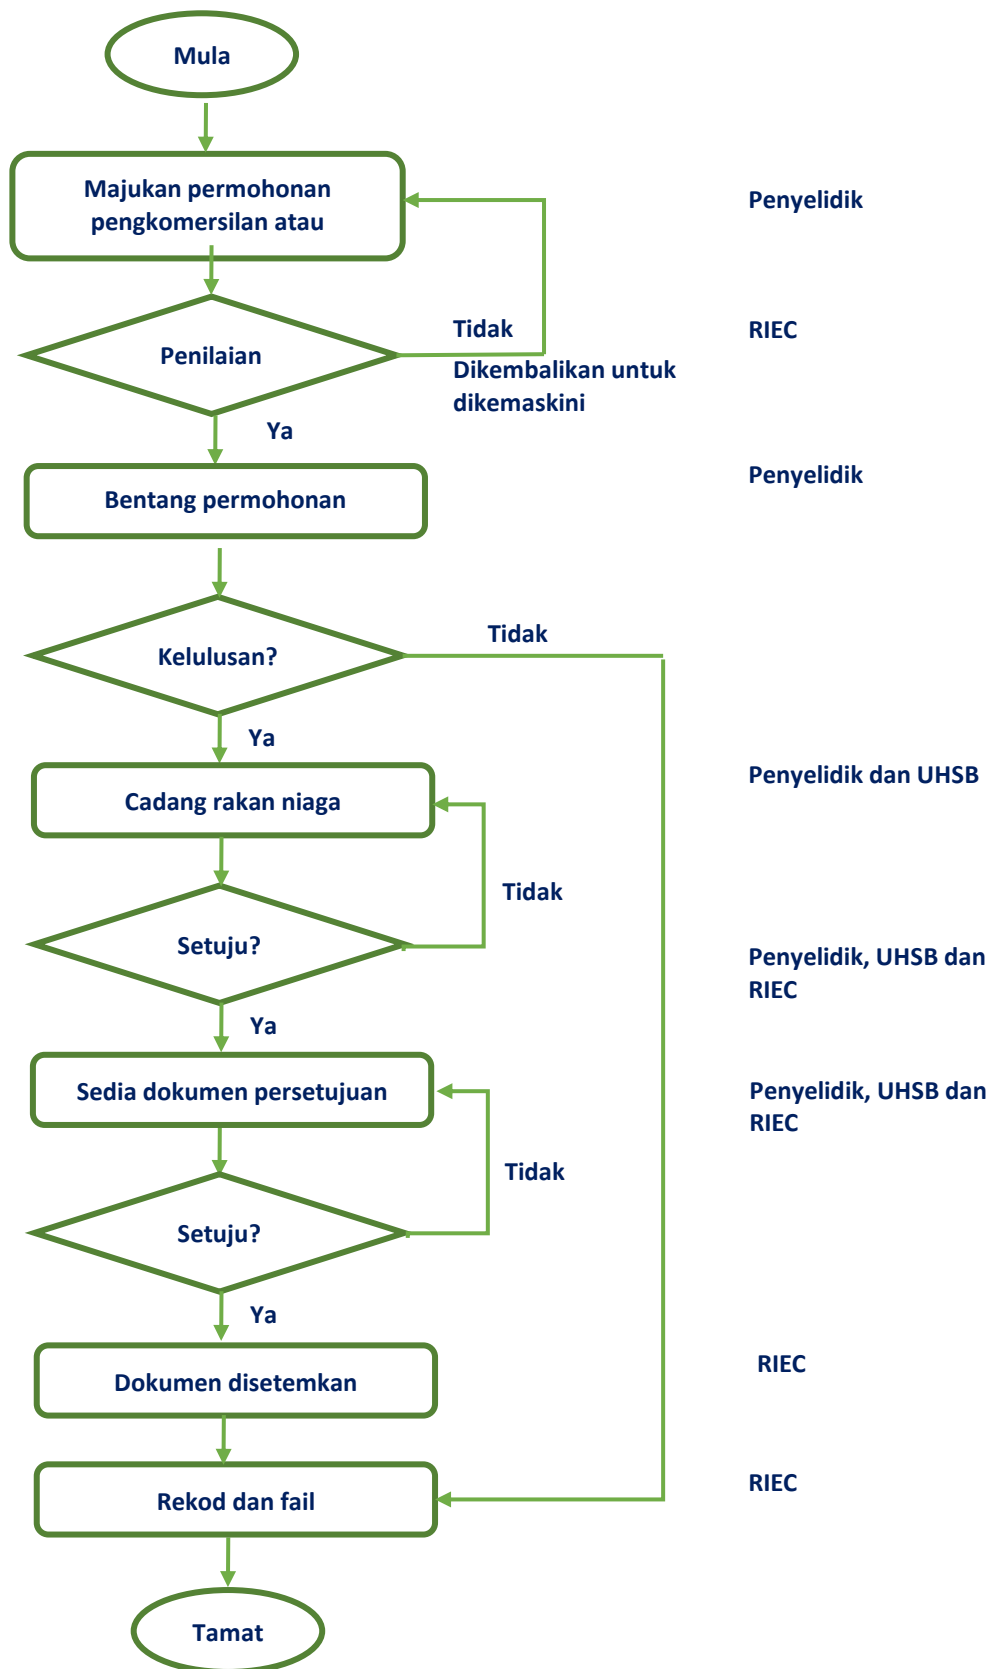 Mula
Majukan permohonan
pengkomersilan atau
Penyelidik
Penilaian
Tidak
Dikembalikan untuk
dikemaskini
RIEC
Ya
Bentang permohonan
Penyelidik
Kelulusan?
Tidak
Ya
Cadang rakan niaga
Penyelidik dan UHSB
Tidak
Setuju?
Penyelidik, UHSB dan
RIEC
Ya
Sedia dokumen persetujuan
Penyelidik, UHSB dan
RIEC
Tidak
Setuju?
Ya
Dokumen disetemkan
RIEC
Rekod dan fail
RIEC
Tamat